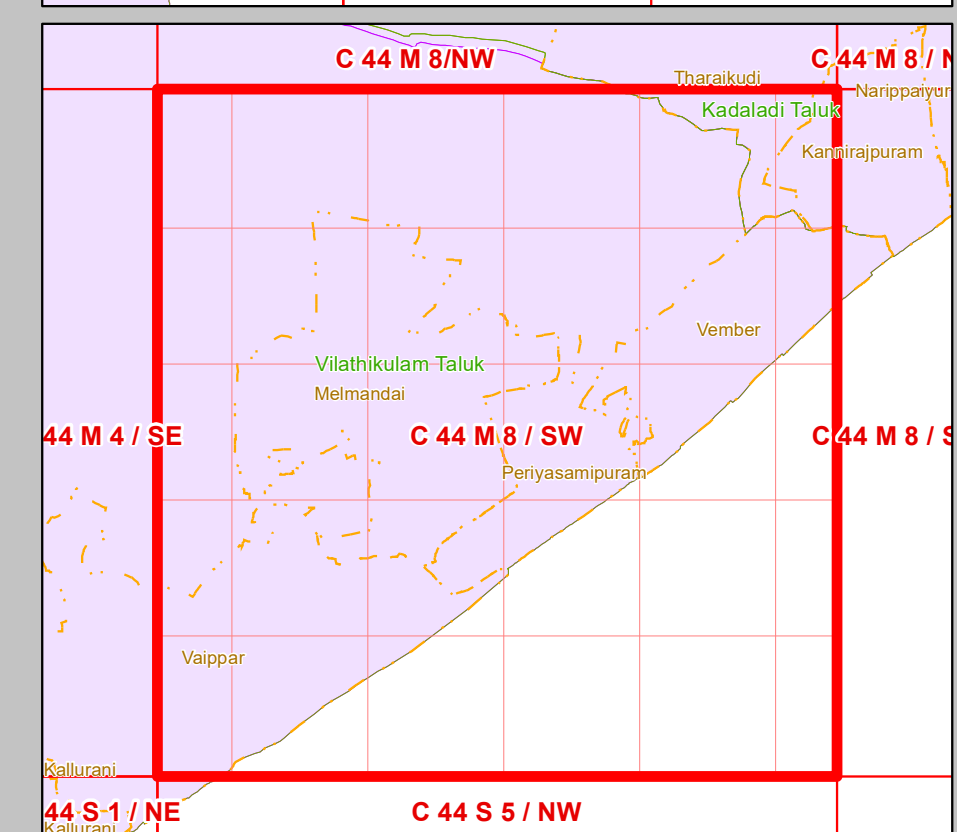 C 44 M 8/NW
C 44 M 8 / N
Tharaikudi
Narippaiyur
Kadaladi Taluk
Kannirajpuram
Vember
Vilathikulam Taluk
Melmandai
44 M 4 / SE
C 44 M 8 / SW
C 44 M 8 / S
Periyasamipuram
Vaippar
Kallurani
44 S 1 / NE
C 44 S 5 / NW
Kallurani